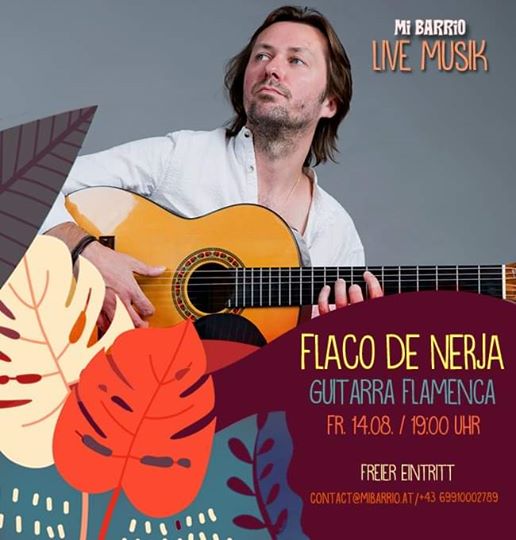 Mi BARRiO
LIVE MUSIK
FLACO DE NERJA
GUITARRA FLAMENCA
FR. 14.08. / 19:00 UHR
FREIER EINTRITT
CONTACT@MIBARRIO.AT/+43 69910002789